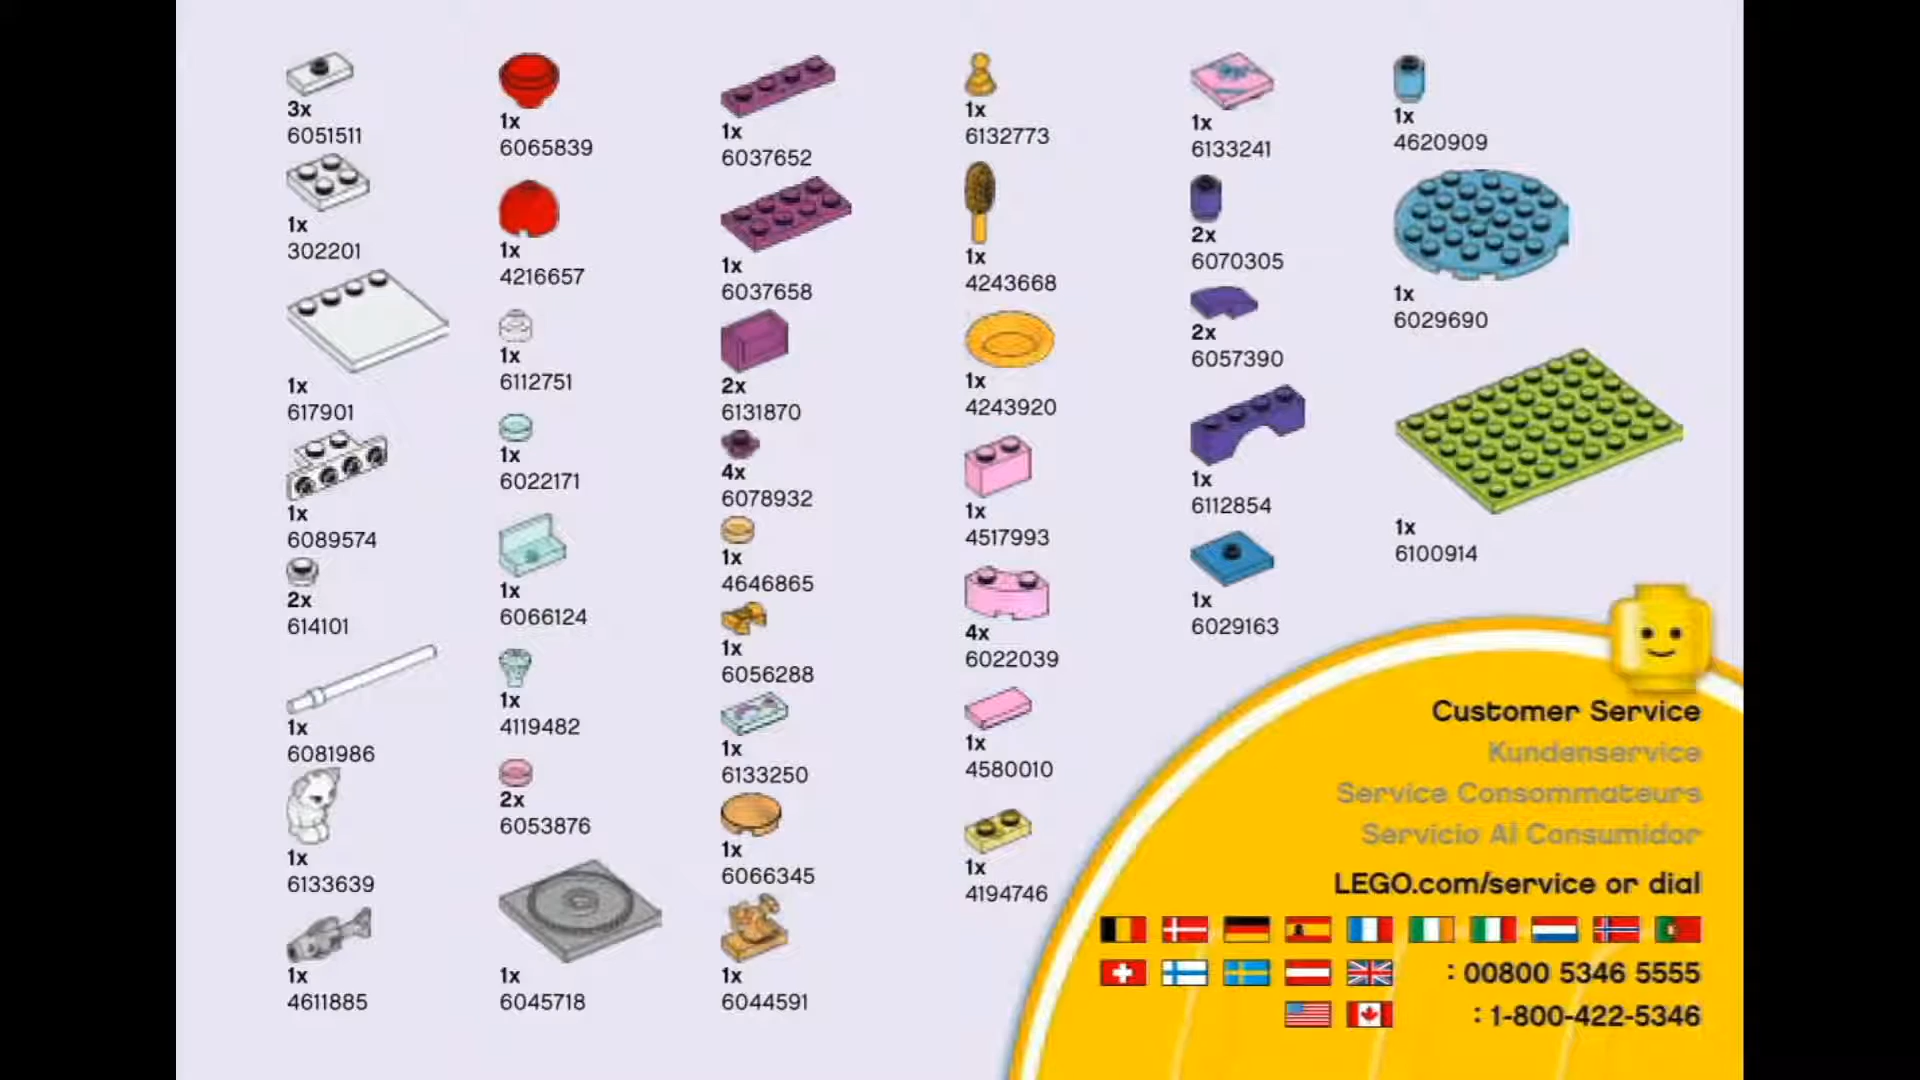 3x
6051511
1x
302201
1x
617901
1x
6089574
2x
614101
1x
6081986
1x
6133639
1x
4611885
1x
6065839
1x
4216657
1x
6112751
1x
6022171
1x
6066124
1x
4119482
2x
6053876
1x
6045718
1x
6037652
1x
6037658
2x
6131870
4x
6078932
1x
4646865
1x
6056288
1x
6133250
1x
6066345
1x
6044591
1x
6132773
1x
4243668
1x
4243920
1x
4517993
4x
6022039
1x
4580010
1x
4194746
1x
6133241
2x
6070305
2x
6057390
1x
6112854
1x
6029163
1x
4620909
1x
6029690
1x
6100914
Customer Service
Kundenservice
Service Consommateurs
Servicio Al Consumidor
LEGO.com/service or dial
: 00800 5346 5555
: 1-800-422-5346